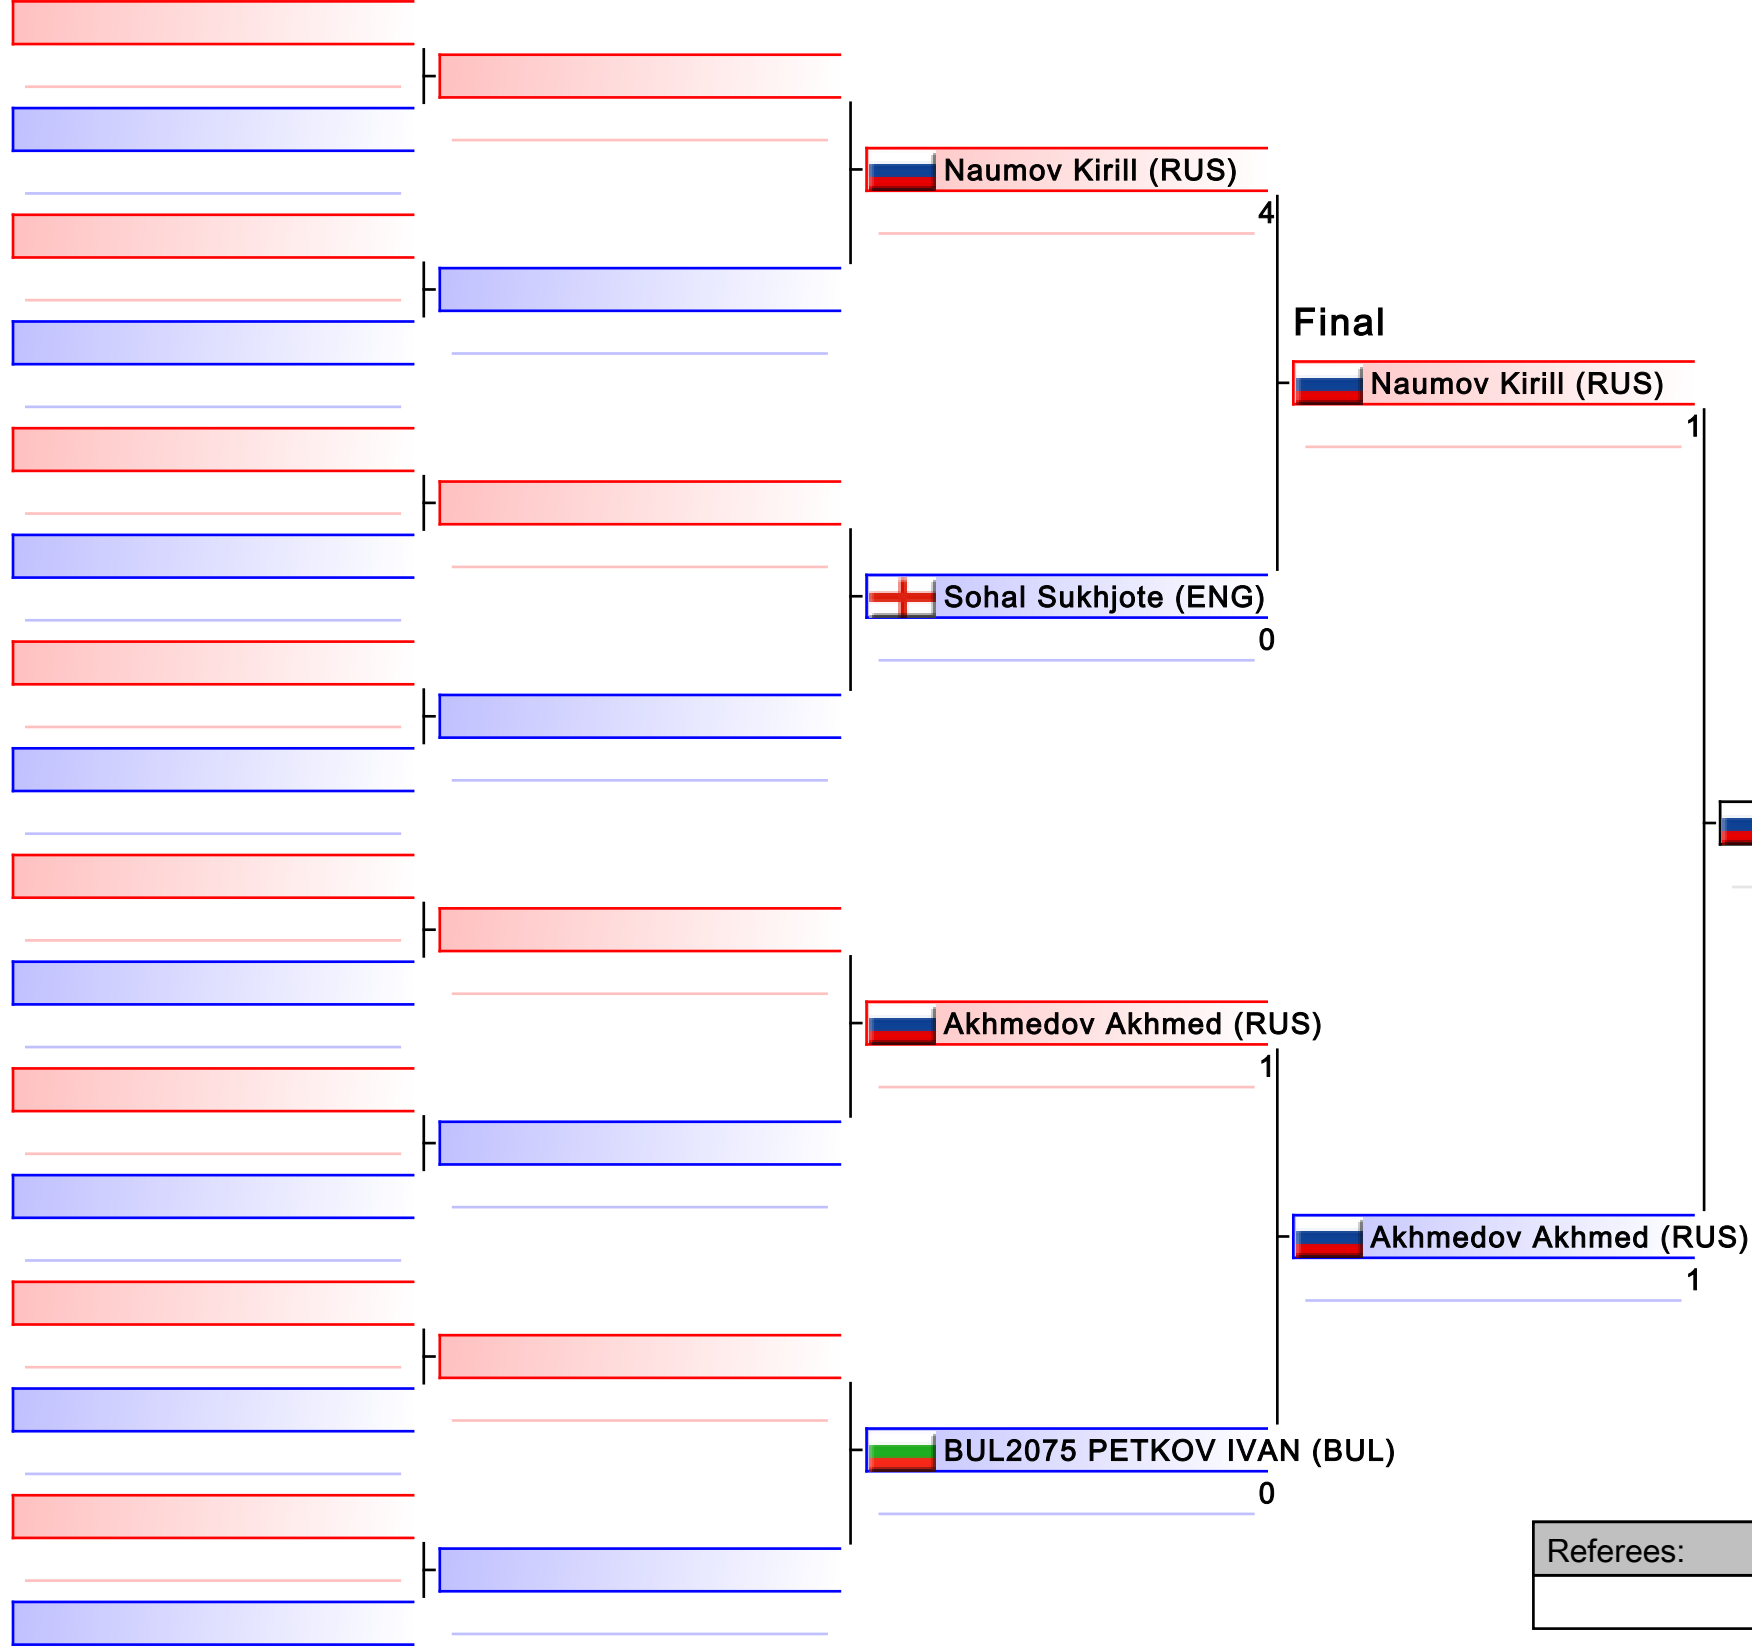 Naumov Kirill (RUS)
4
Final
Naumov Kirill (RUS)
1
Sohal Sukhjote (ENG)
0
Akhmedov Akhmed (RUS)
1
Akhmedov Akhmed (RUS)
1
BUL2075 PETKOV IVAN (BUL)
0
Referees: